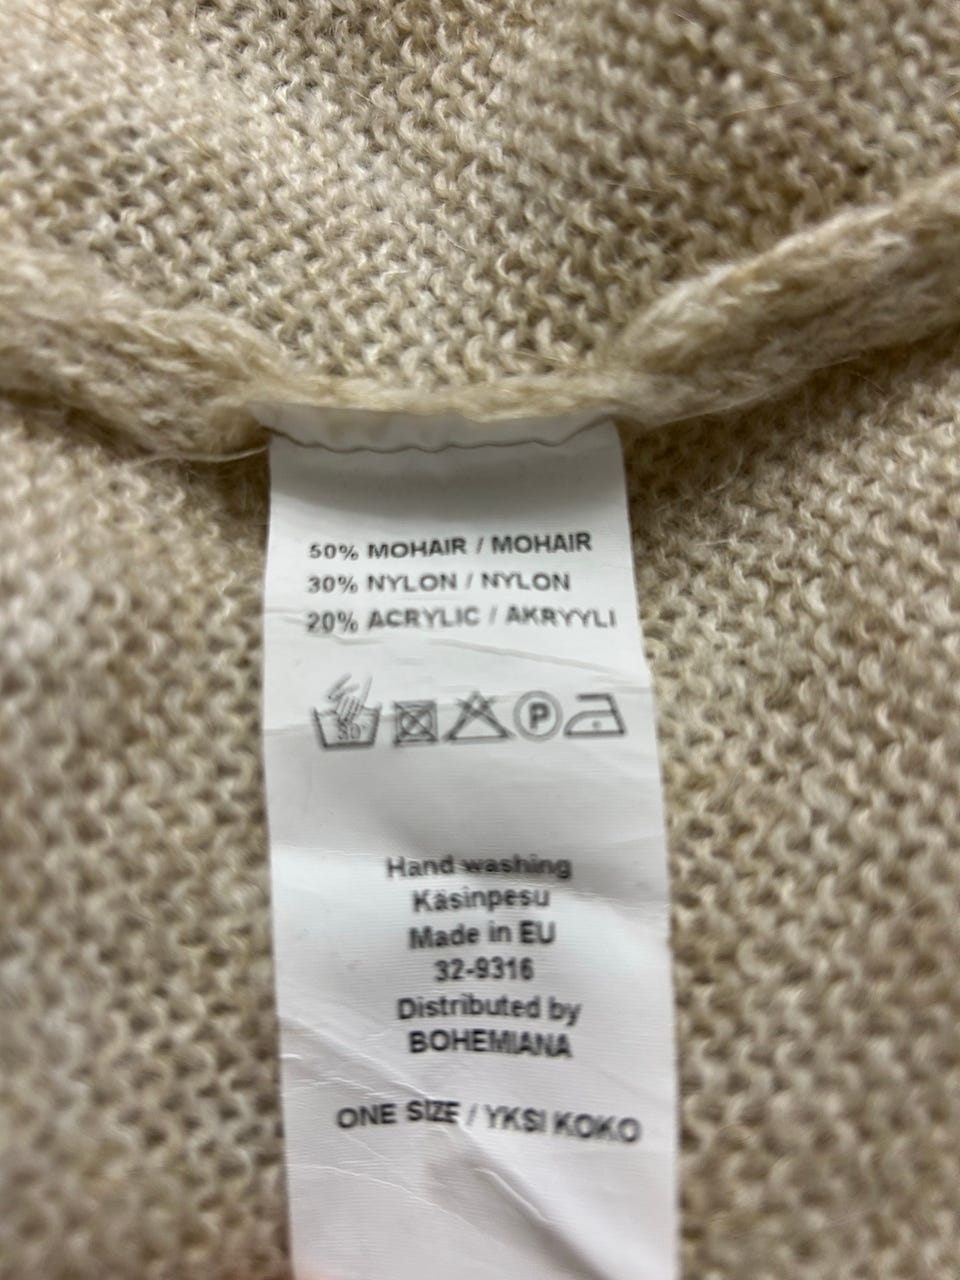 50% MOHAIR / MOHAIR
30% NYLON / NYLON
20% ACRYLIC / AKRYYLI
30° P
Hand washing
Käsinpesu
Made in EU
32-9316
Distributed by
BOHEMIANA
ONE SIZE / YKSI KOKO